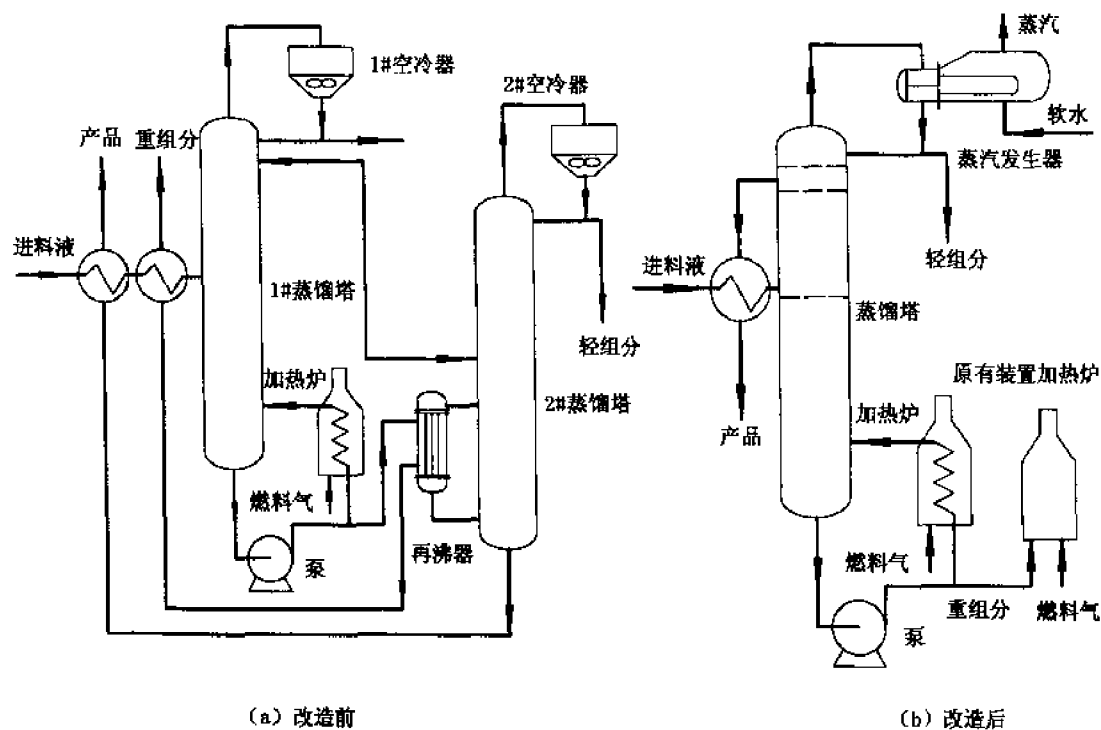 1#空冷器
2#空冷器
产品
重组分
进料液
1#蒸馏塔
加热炉
燃料气
泵
再沸器
2#蒸馏塔
轻组分
(a) 改造前
蒸汽
软水
蒸汽发生器
轻组分
进料液
蒸馏塔
产品
原有装置加热炉
加热炉
燃料气
重组分
燃料气
泵
(b) 改造后